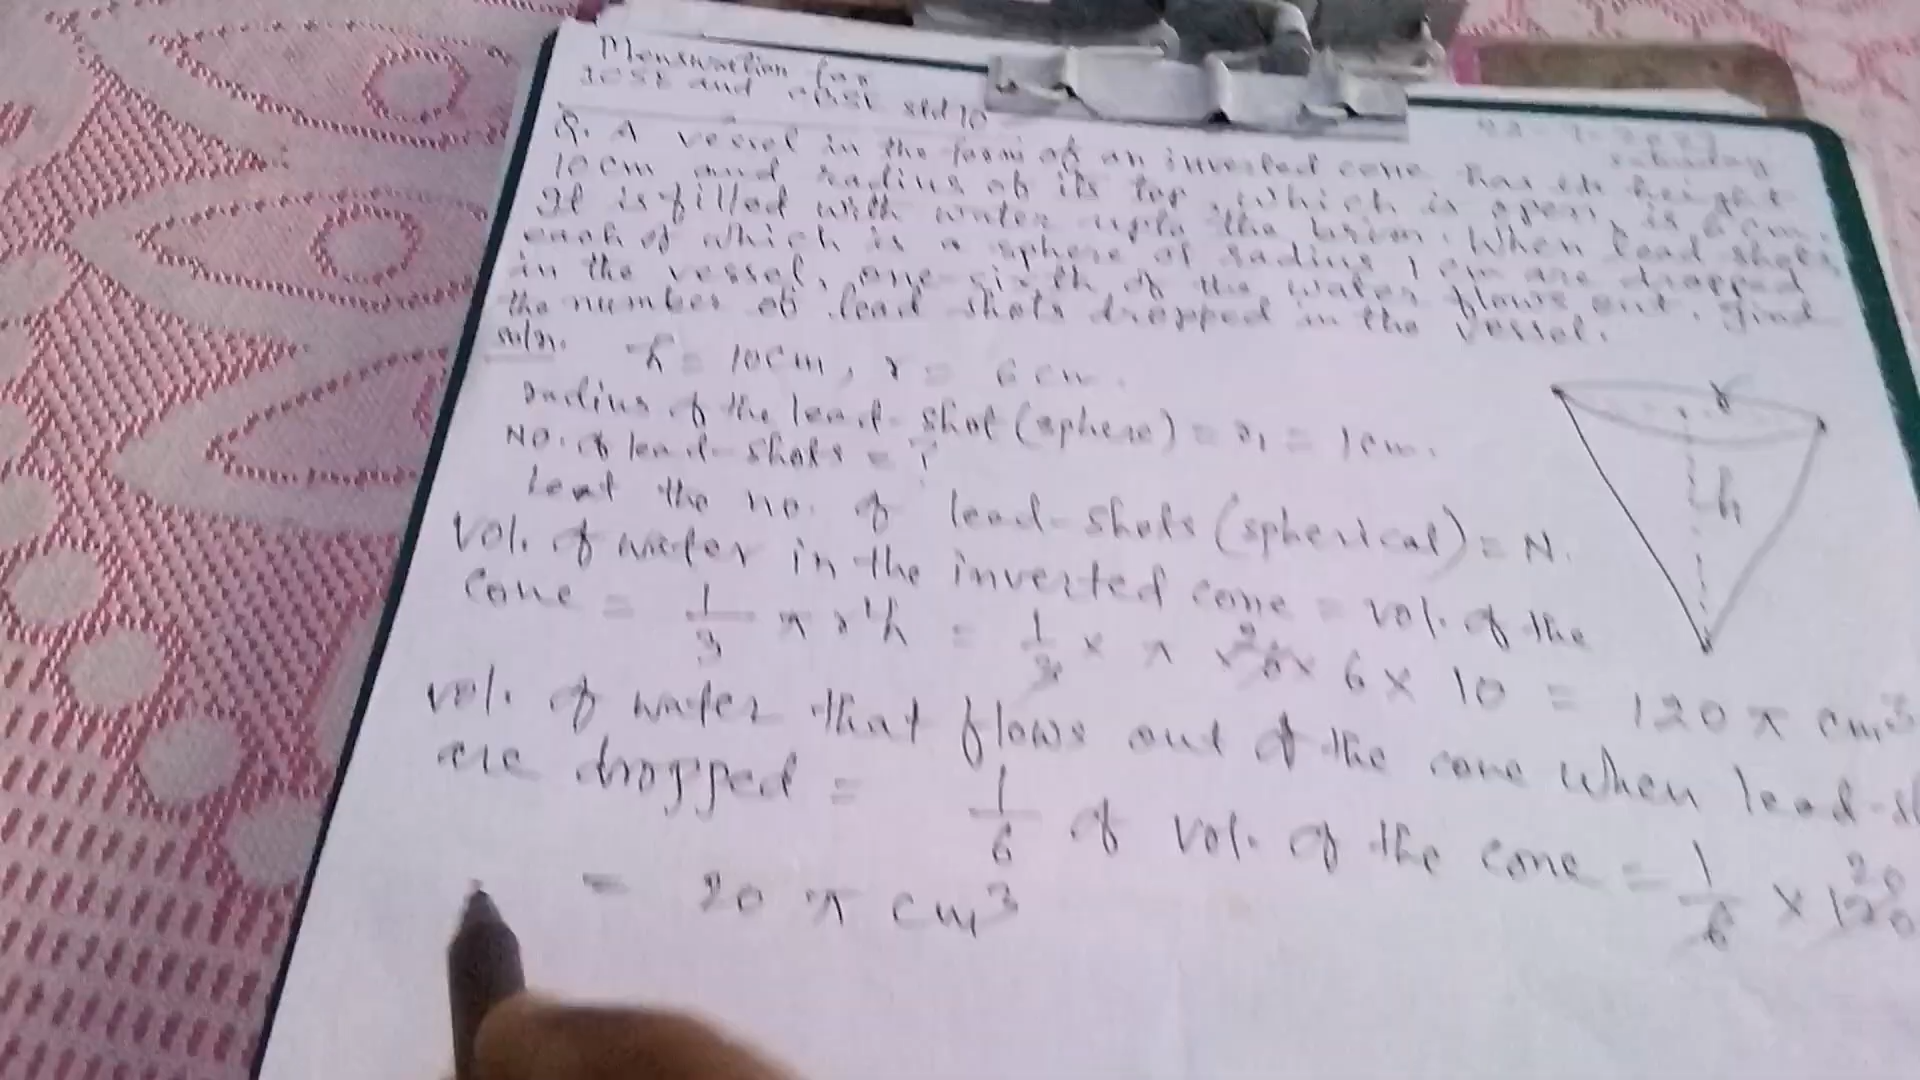 Mensuration for
ICSE and CBSE std 10
Saturday
Q. A vessel in the form of an inverted cone has its height
10cm and radius of its top, which is open, is 6cm.
It is filled with water upto the brim. When lead shots,
each of which is a sphere of radius 1 cm are dropped
in the vessel, one-sixth of the water flows out. Find
the number of lead shots dropped in the vessel.
Soln. h = 10cm, r = 6cm.
radius of the lead-shot (sphere) = r₁ = 1cm.
No. of lead-shots = ?
the no. of lead-shots (spherical) = N.
Vol. of water in the inverted cone = vol. of the
cone = 1/3 π r²h = 1/3 × π × 6 × 6 × 10 = 120 π cm³
r
h
2
vol. of water that flows out of the cone when lead-s
are dropped = 1/6 of vol. of the cone = 1/6 × 120
20
= 20 π cm³